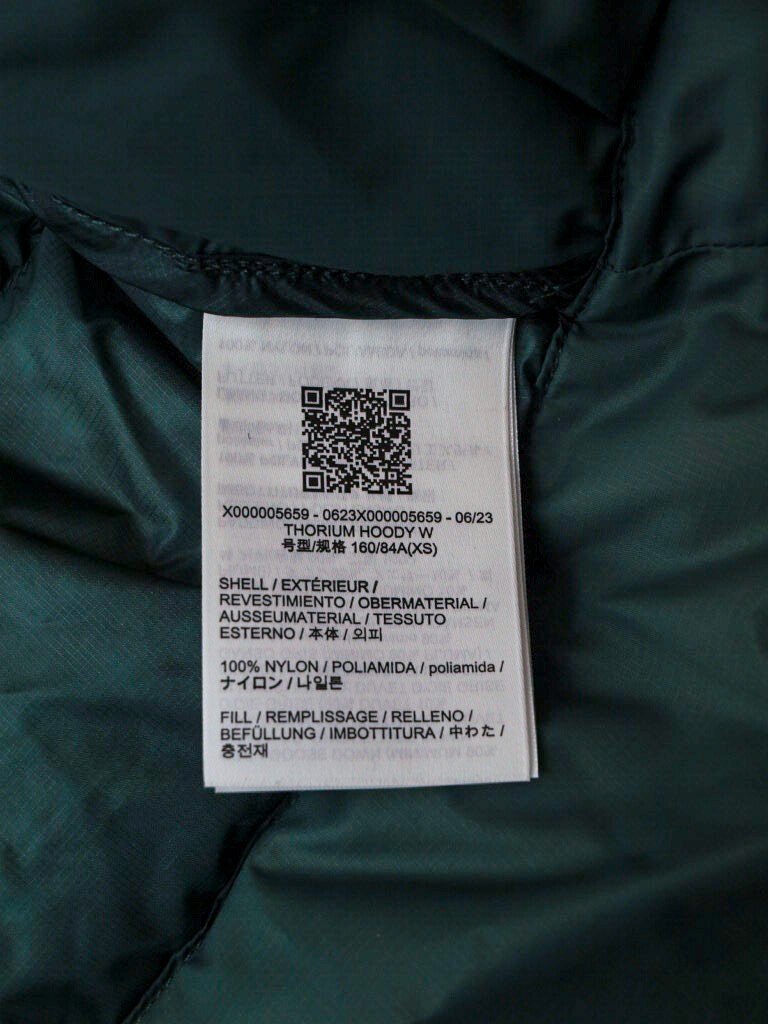 X000005659 - 0623X000005659 - 06/23
THORIUM HOODY W
号型/规格 160/84A(XS)
SHELL / EXTÉRIEUR /
REVESTIMIENTO / OBERMATERIAL /
AUSSEUMATERIAL / TESSUTO
ESTERNO / 本体 / 외피
100% NYLON / POLIAMIDA / poliamida /
ナイロン / 나일론
FILL / REMPLISSAGE / RELLENO /
BEFÜLLUNG / IMBOTTITURA / 中わた /
충전재